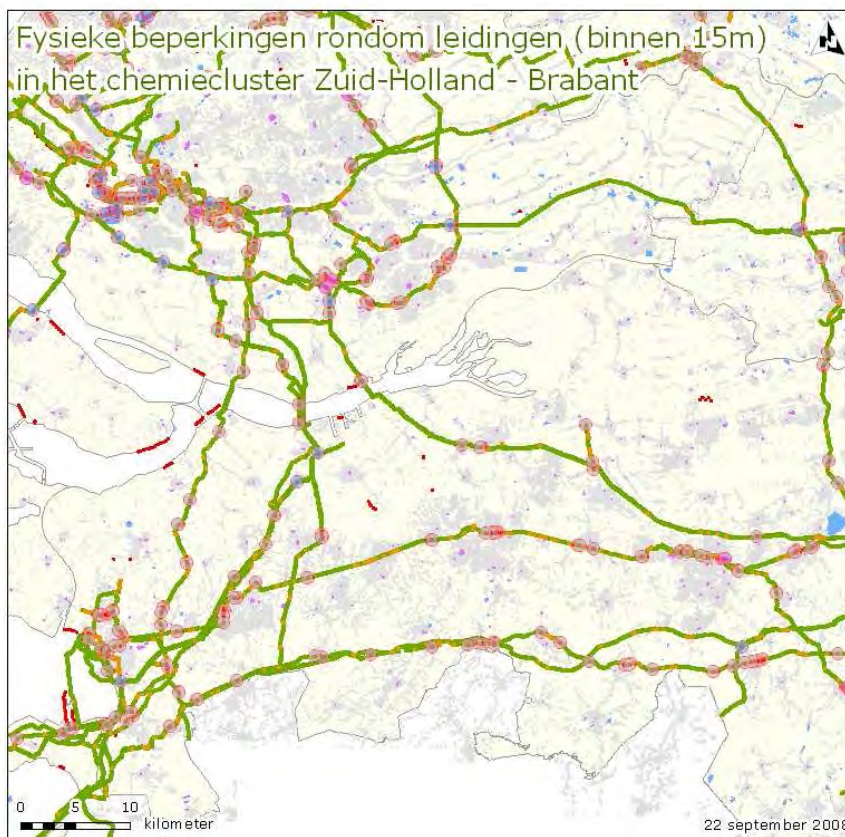 Fysieke beperkingen rondom leidingen (binnen 15m)
in het chemiecluster Zuid-Holland - Brabant
N
0 5 10
kilometer
22 september 2008